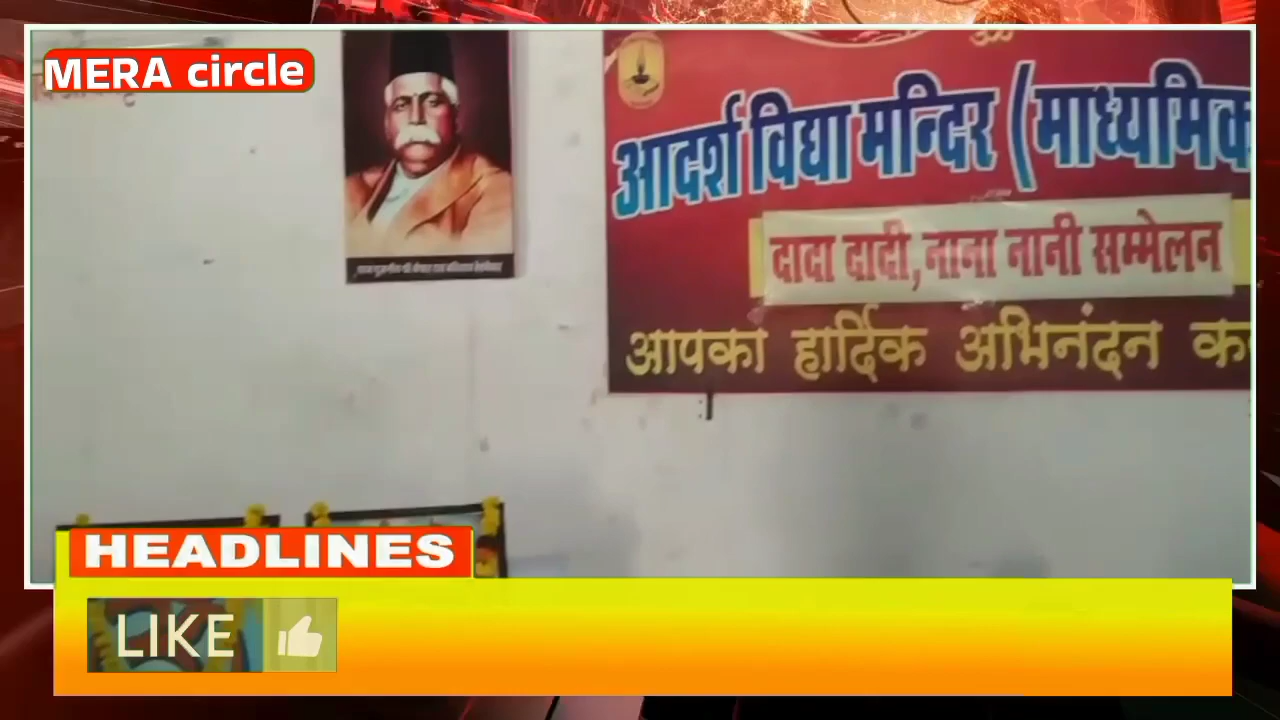 MERA circle
आदर्श विद्या मन्दिर (माध्यमिक
दादा दादी,नाना नानी सम्मेलन
आपका हार्दिक अभिनंदन
HEADLINES
LIKE